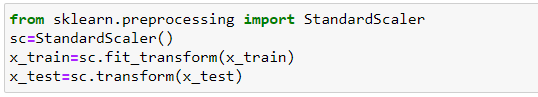 from sklearn.preprocessing import StandardScaler
sc=StandardScaler()
x_train=sc.fit_transform(x_train)
x_test=sc.transform(x_test)